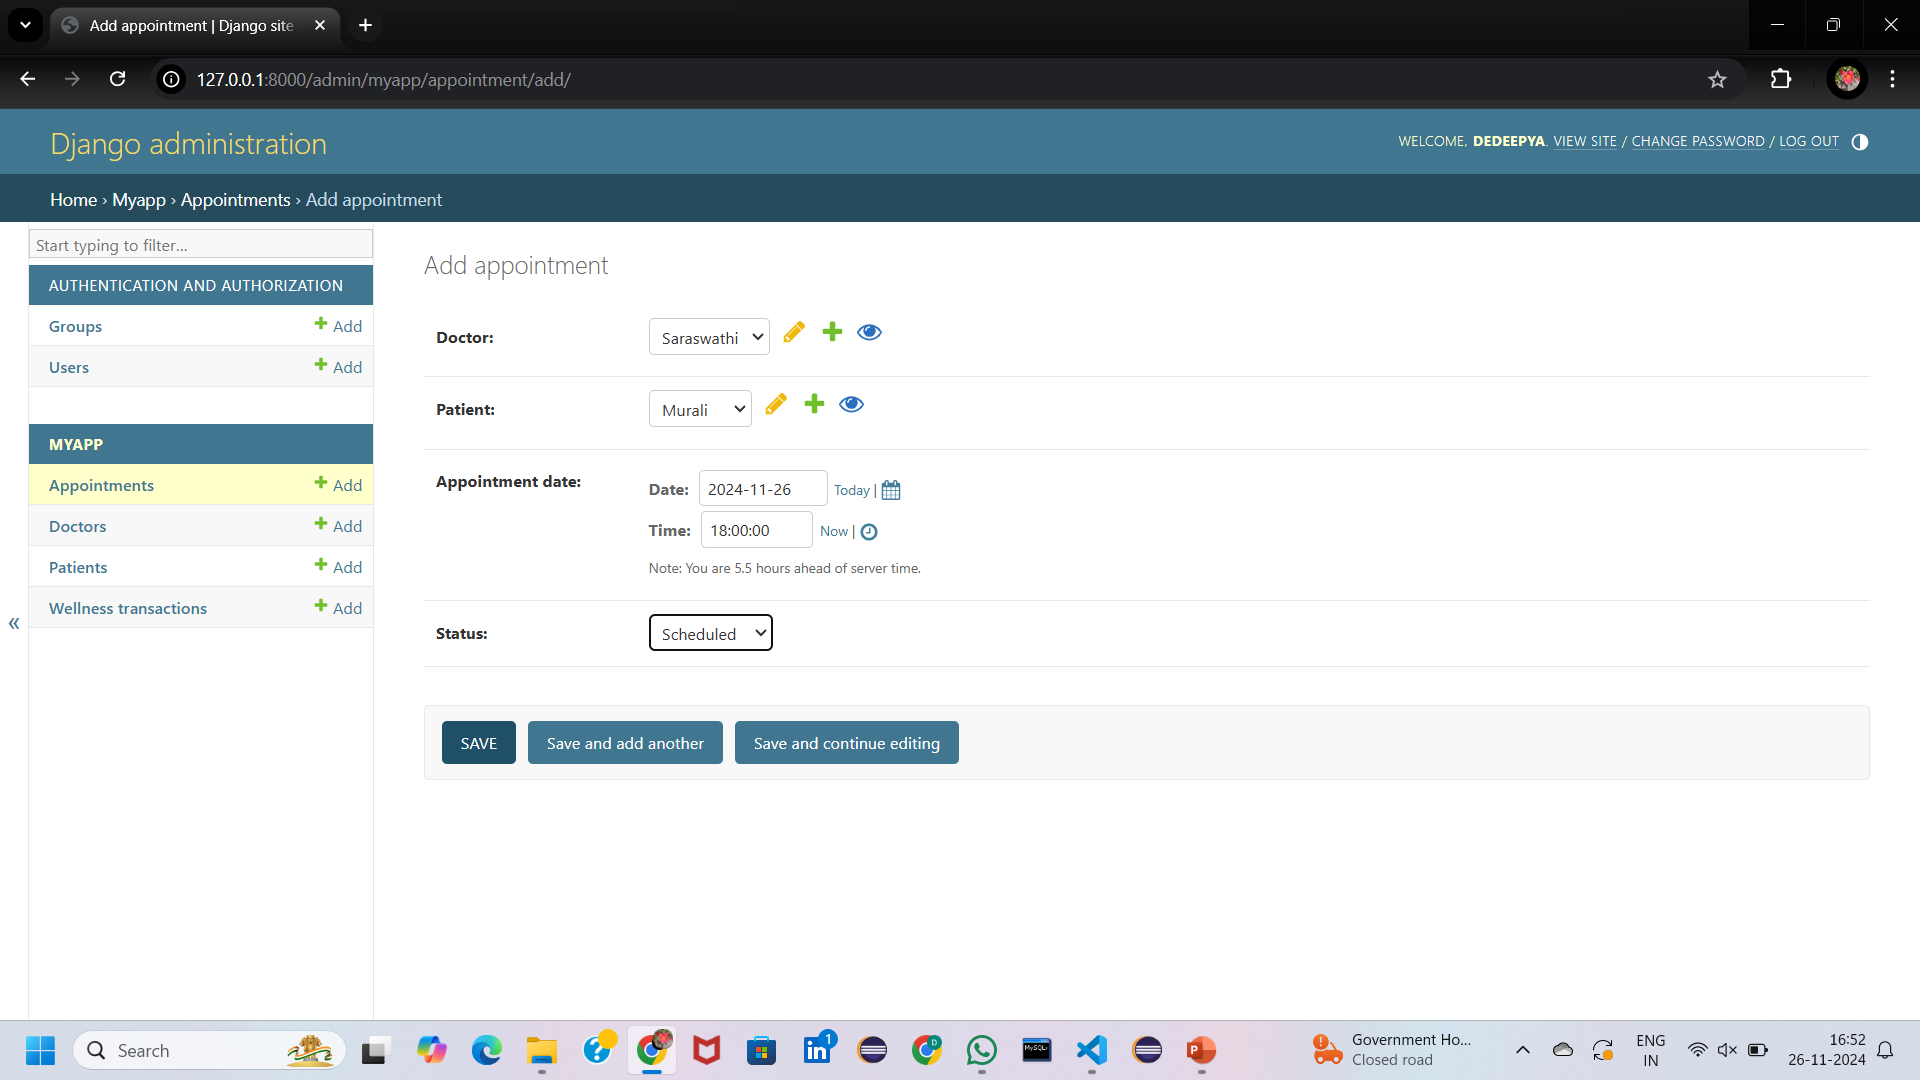 Add appointment | Django site
127.0.0.1:8000/admin/myapp/appointment/add/
Django administration
WELCOME, DEDEEPYA. VIEW SITE / CHANGE PASSWORD / LOG OUT
Home › Myapp › Appointments › Add appointment
Start typing to filter...
AUTHENTICATION AND AUTHORIZATION
Groups + Add
Users + Add
MYAPP
Appointments + Add
Doctors + Add
Patients + Add
Wellness transactions + Add
«
Add appointment
Doctor: Saraswathi
Patient: Murali
Appointment date:
Date: 2024-11-26 Today |
Time: 18:00:00 Now |
Note: You are 5.5 hours ahead of server time.
Status: Scheduled
SAVE Save and add another Save and continue editing
Search
1
D
MySQL
P
Government Ho...
Closed road
ENG
IN
16:52
26-11-2024